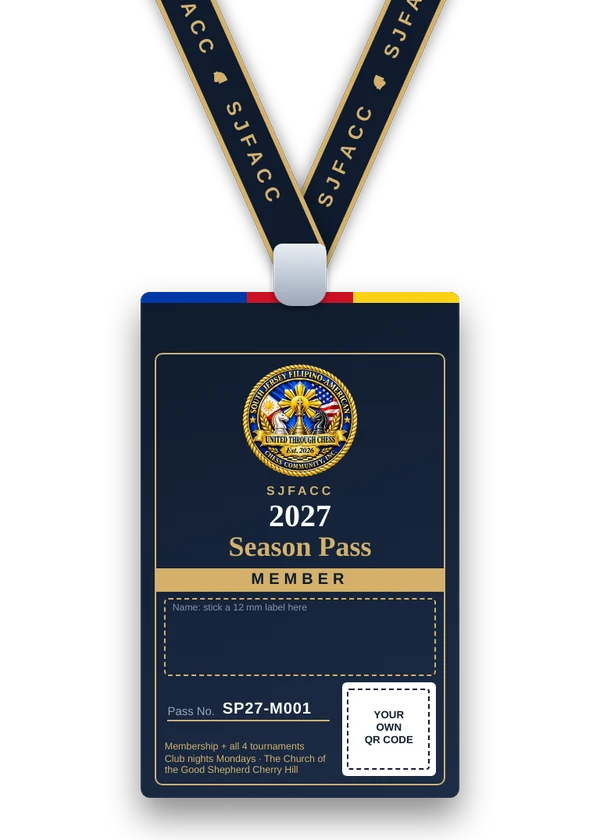 ACC
SJFACC
SJFA
SJFACC
SOUTH JERSEY FILIPINO-AMERICAN
UNITED THROUGH CHESS
Est. 2026
CHESS COMMUNITY, INC.
SJFACC
2027
Season Pass
MEMBER
Name: stick a 12 mm label here
Pass No. SP27-M001
YOUR
OWN
QR CODE
Membership + all 4 tournaments
Club nights Mondays · The Church of
the Good Shepherd Cherry Hill